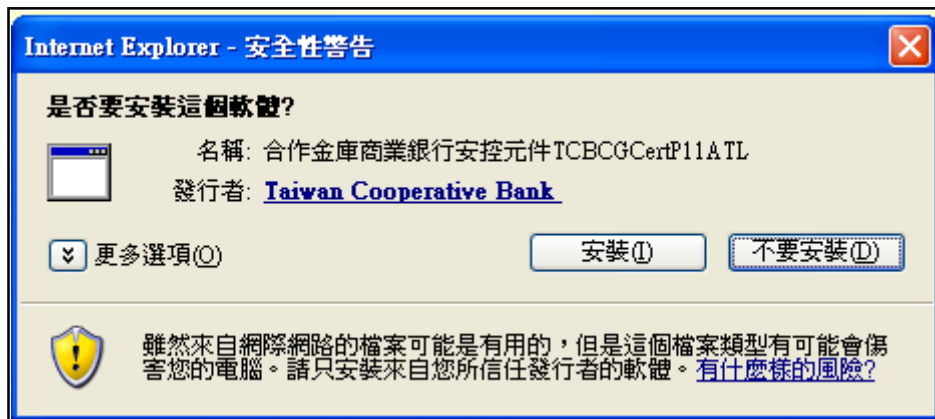 Internet Explorer - 安全性警告
是否要安裝這個軟體?
名稱: 合作金庫商業銀行安控元件TCBCGCertP11ATL
發行者: Taiwan Cooperative Bank
更多選項(O)
安裝(I)
不要安裝(D)
雖然來自網際網路的檔案可能是有用的，但是這個檔案類型有可能會傷
害您的電腦。請只安裝來自您所信任發行者的軟體。有什麼樣的風險?